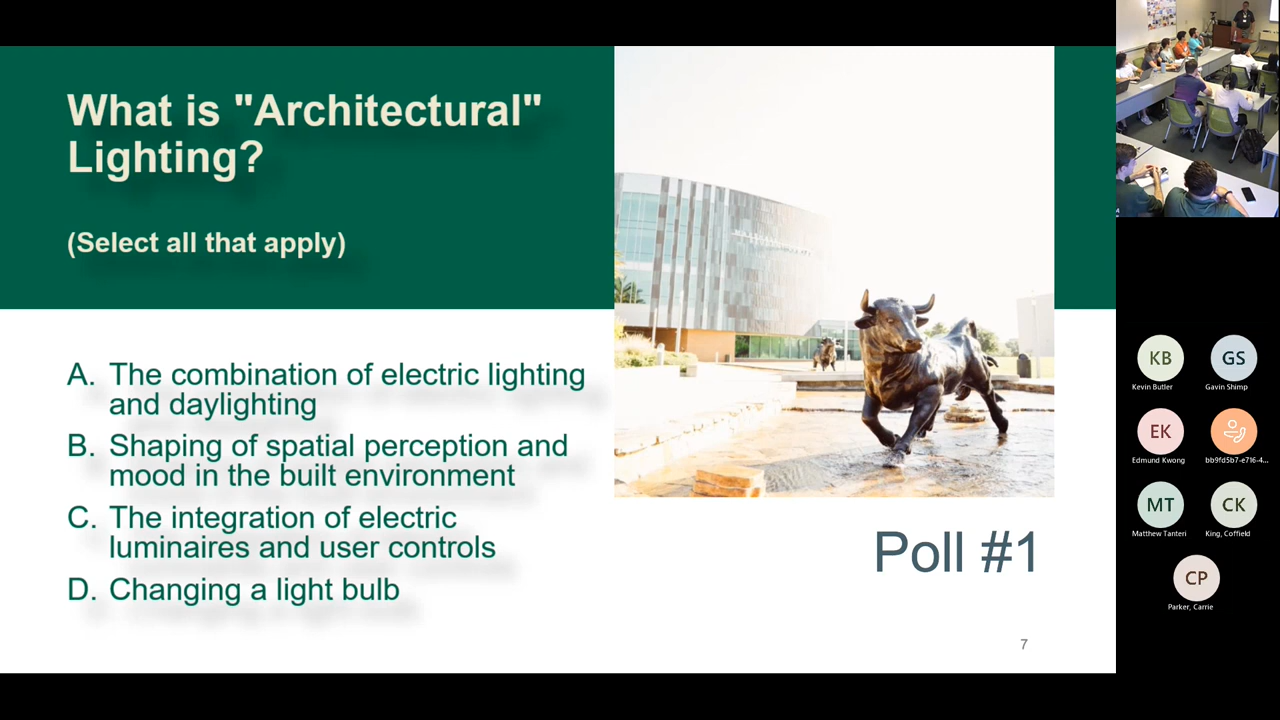 What is "Architectural"
Lighting?
(Select all that apply)
A. The combination of electric lighting
and daylighting
B. Shaping of spatial perception and
mood in the built environment
C. The integration of electric
luminaires and user controls
D. Changing a light bulb
Poll #1
7
KB
Kevin Butler
GS
Gavin Shimp
EK
Edmund Kwong
bb9fd5b7-e716-4...
MT
Matthew Tanteri
CK
King, Coffield
CP
Parker, Carrie